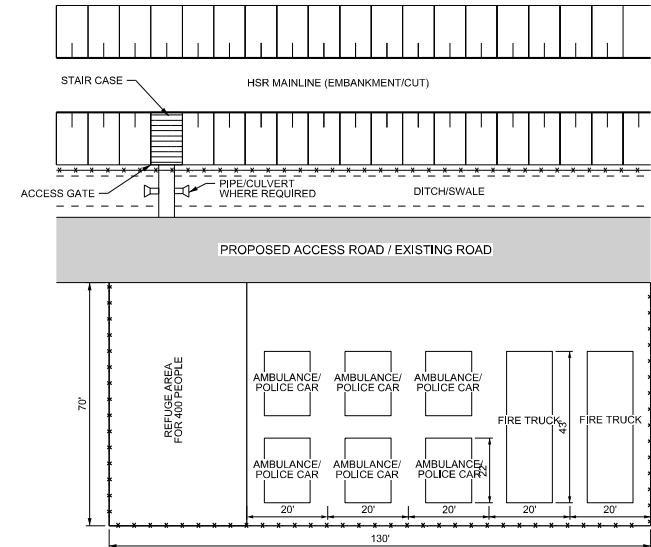 STAIR CASE
HSR MAINLINE (EMBANKMENT/CUT)
ACCESS GATE
PIPE/CULVERT
WHERE REQUIRED
DITCH/SWALE
PROPOSED ACCESS ROAD / EXISTING ROAD
70'
REFUGE AREA
FOR 400 PEOPLE
AMBULANCE/
POLICE CAR
AMBULANCE/
POLICE CAR
AMBULANCE/
POLICE CAR
FIRE TRUCK
43'
FIRE TRUCK
AMBULANCE/
POLICE CAR
AMBULANCE/
POLICE CAR
AMBULANCE/
POLICE CAR
22'
20'
20'
20'
20'
20'
130'